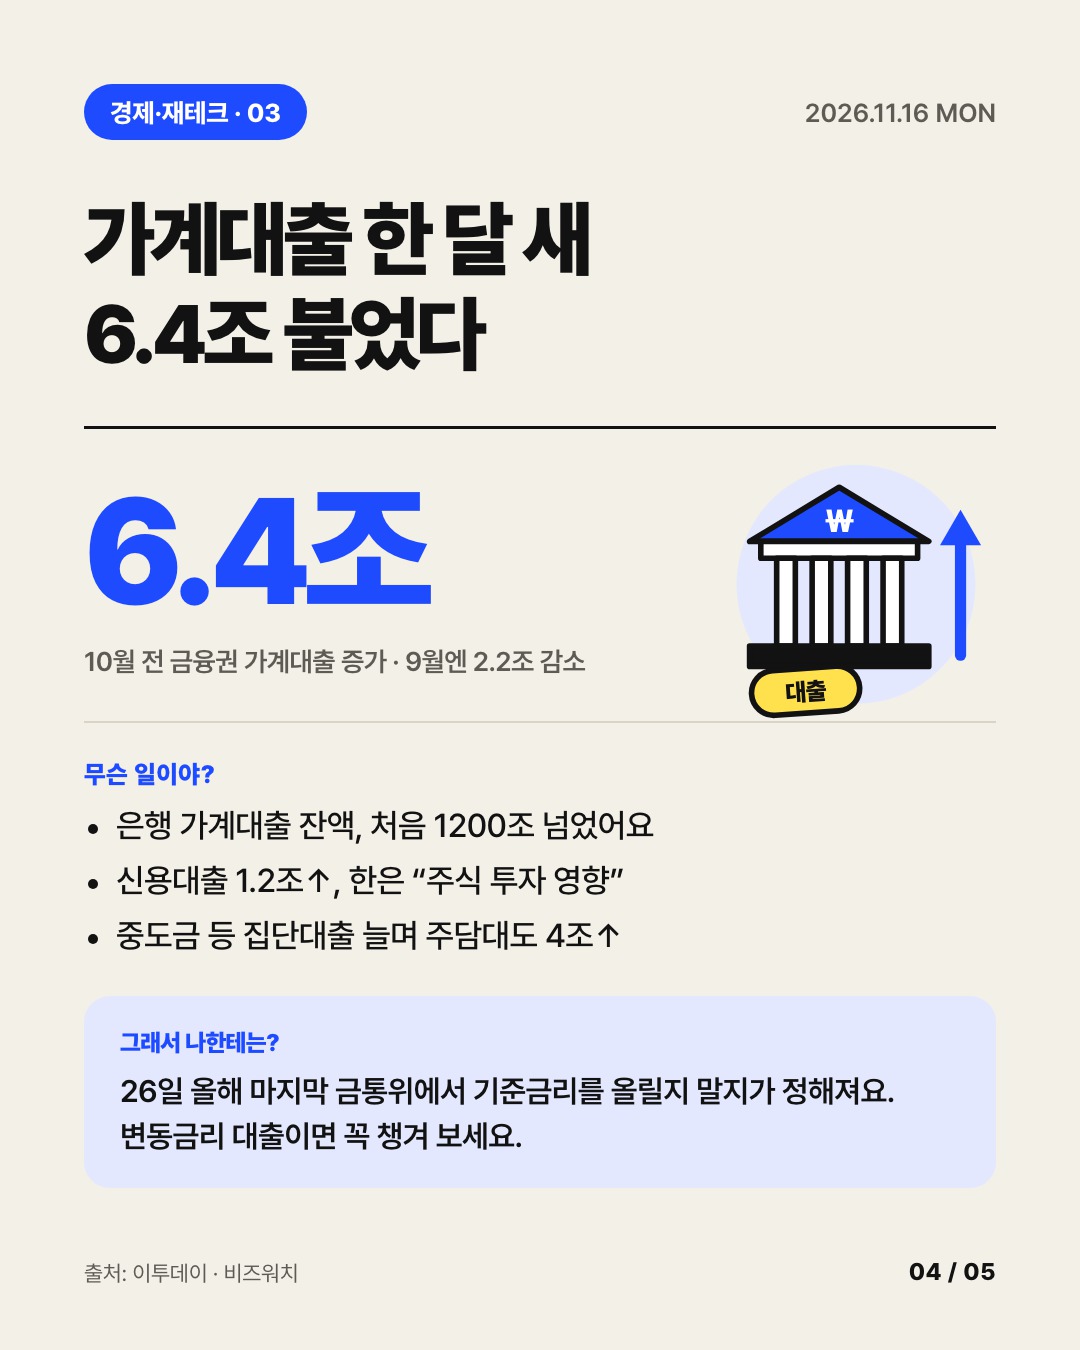 경제·재테크 · 03
2026.11.16 MON
가계대출 한 달 새
6.4조 불었다
6.4조
10월 전 금융권 가계대출 증가 · 9월엔 2.2조 감소
₩
대출
무슨 일이야?
• 은행 가계대출 잔액, 처음 1200조 넘었어요
• 신용대출 1.2조↑, 한은 “주식 투자 영향”
• 중도금 등 집단대출 늘며 주담대도 4조↑
그래서 나한테는?
26일 올해 마지막 금통위에서 기준금리를 올릴지 말지가 정해져요.
변동금리 대출이면 꼭 챙겨 보세요.
출처: 이투데이 · 비즈워치
04 / 05